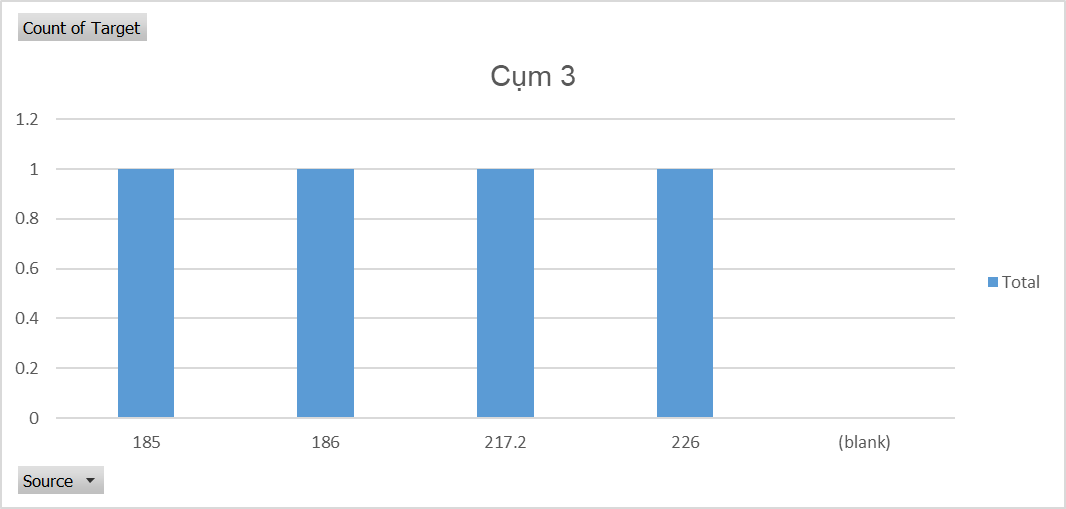 Count of Target
Cụm 3
1.2
1
0.8
0.6
0.4
0.2
0
185 186 217.2 226 (blank)
Total
Source